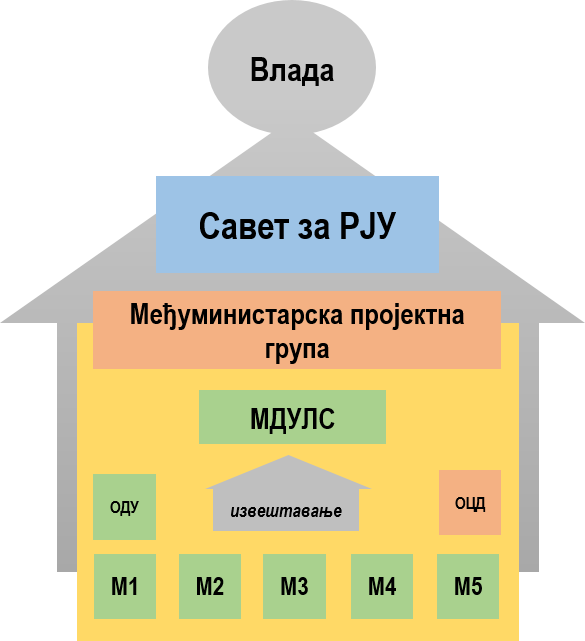 Влада
Савет за РЈУ
Међуминистарска пројектна
група
МДУЛС
ОДУ
извештавање
ОЦД
М1
М2
М3
М4
М5